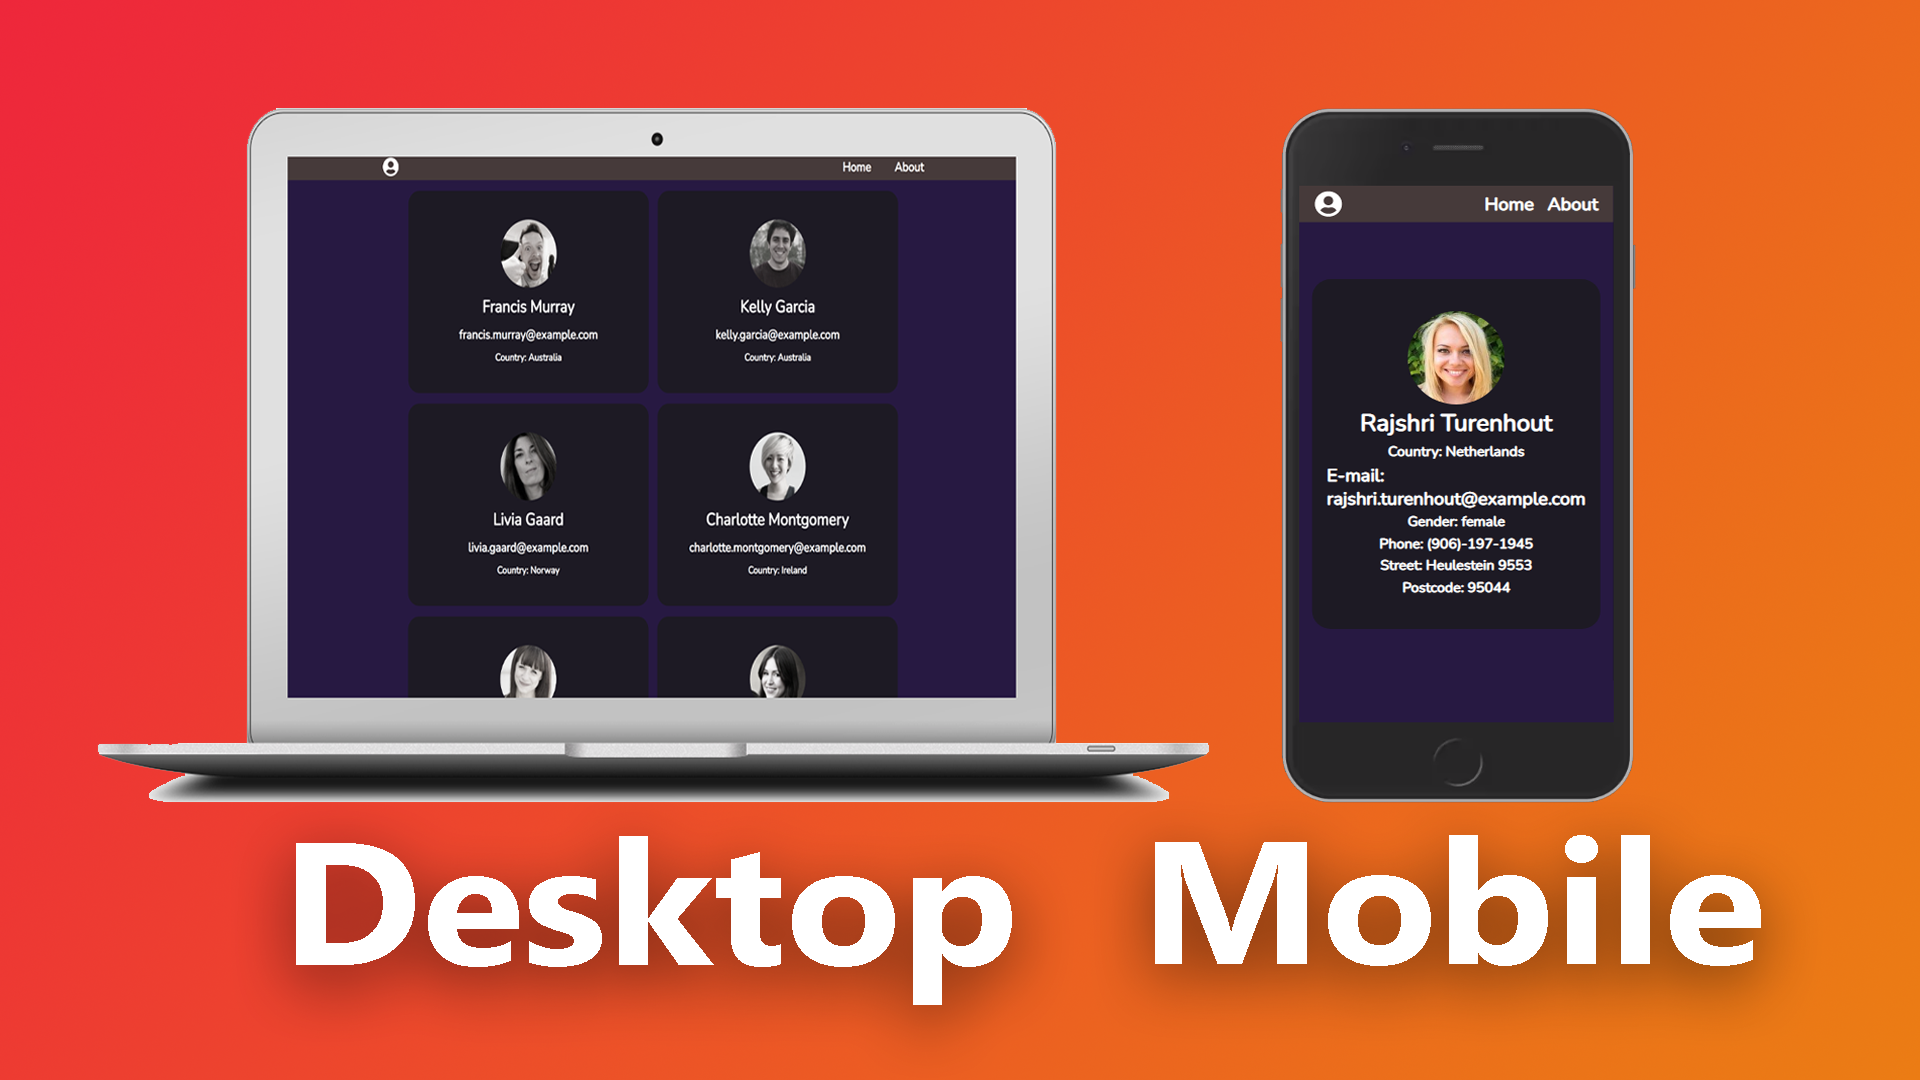 Home About
Francis Murray
francis.murray@example.com
Country: Australia
Kelly Garcia
kelly.garcia@example.com
Country: Australia
Livia Gaard
livia.gaard@example.com
Country: Norway
Charlotte Montgomery
charlotte.montgomery@example.com
Country: Ireland
Home About
Rajshri Turenhout
Country: Netherlands
E-mail:
rajshri.turenhout@example.com
Gender: female
Phone: (906)-197-1945
Street: Heulestein 9553
Postcode: 95044
Desktop
Mobile